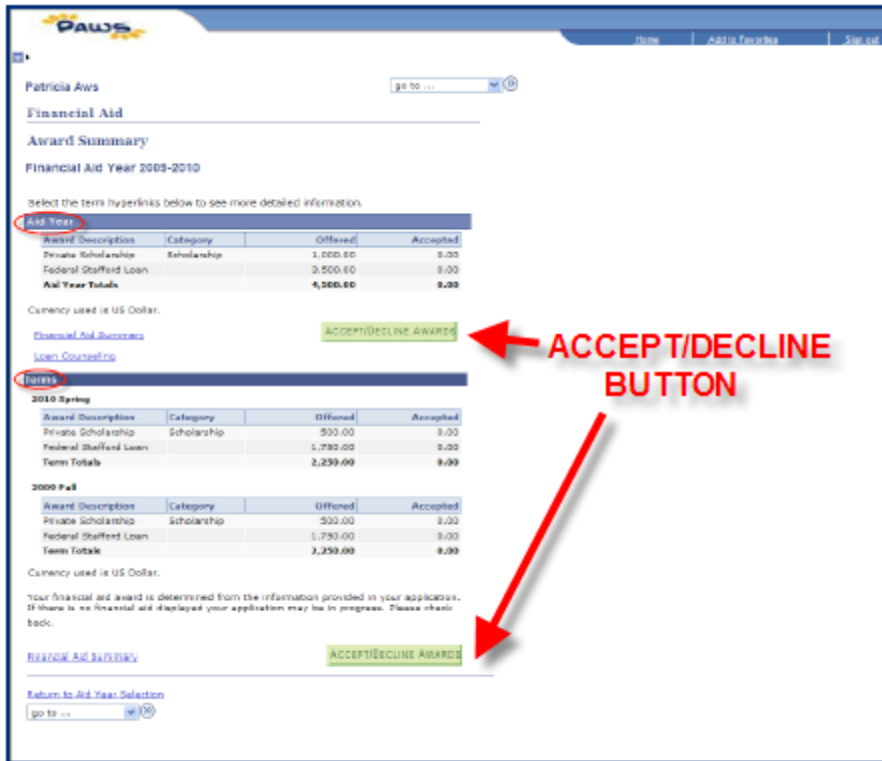 PAWS
Home Add to Favorites Sign out
Patricia Aws go to ...
Financial Aid
Award Summary
Financial Aid Year 2009-2010
Select the term hyperlinks below to see more detailed information.
Aid Year
Award Description Category Offered Accepted
Private Scholarship Scholarship 1,000.00 0.00
Federal Stafford Loan 3,500.00 0.00
Aid Year Totals 4,500.00 0.00
Currency used is US Dollar.
Financial Aid Summary ACCEPT/DECLINE AWARDS
Loan Counseling
ACCEPT/DECLINE
BUTTON
Terms
2010 Spring
Award Description Category Offered Accepted
Private Scholarship Scholarship 500.00 0.00
Federal Stafford Loan 1,750.00 0.00
Term Totals 2,250.00 0.00
2009 Fall
Award Description Category Offered Accepted
Private Scholarship Scholarship 500.00 0.00
Federal Stafford Loan 1,750.00 0.00
Term Totals 2,250.00 0.00
Currency used is US Dollar.
Your financial aid award is determined from the information provided in your application.
If there is no financial aid displayed your application may be in progress. Please check
back.
Financial Aid Summary ACCEPT/DECLINE AWARDS
Return to Aid Year Selection
go to ...